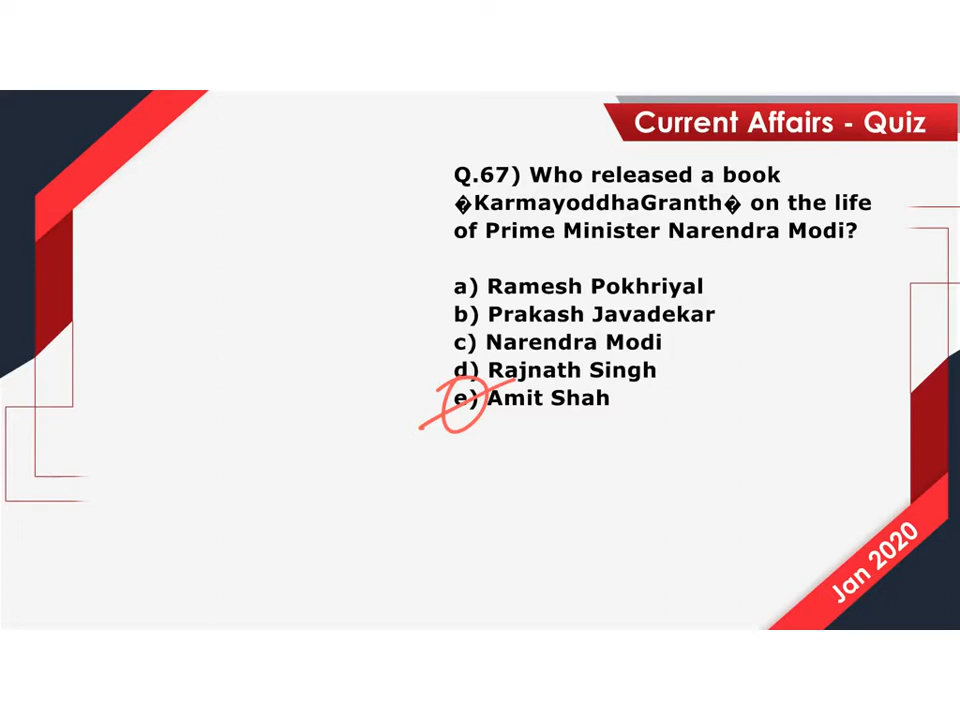 Current Affairs - Quiz
Q.67) Who released a book
�KarmayoddhaGranth� on the life
of Prime Minister Narendra Modi?
a) Ramesh Pokhriyal
b) Prakash Javadekar
c) Narendra Modi
d) Rajnath Singh
e) Amit Shah
Jan 2020